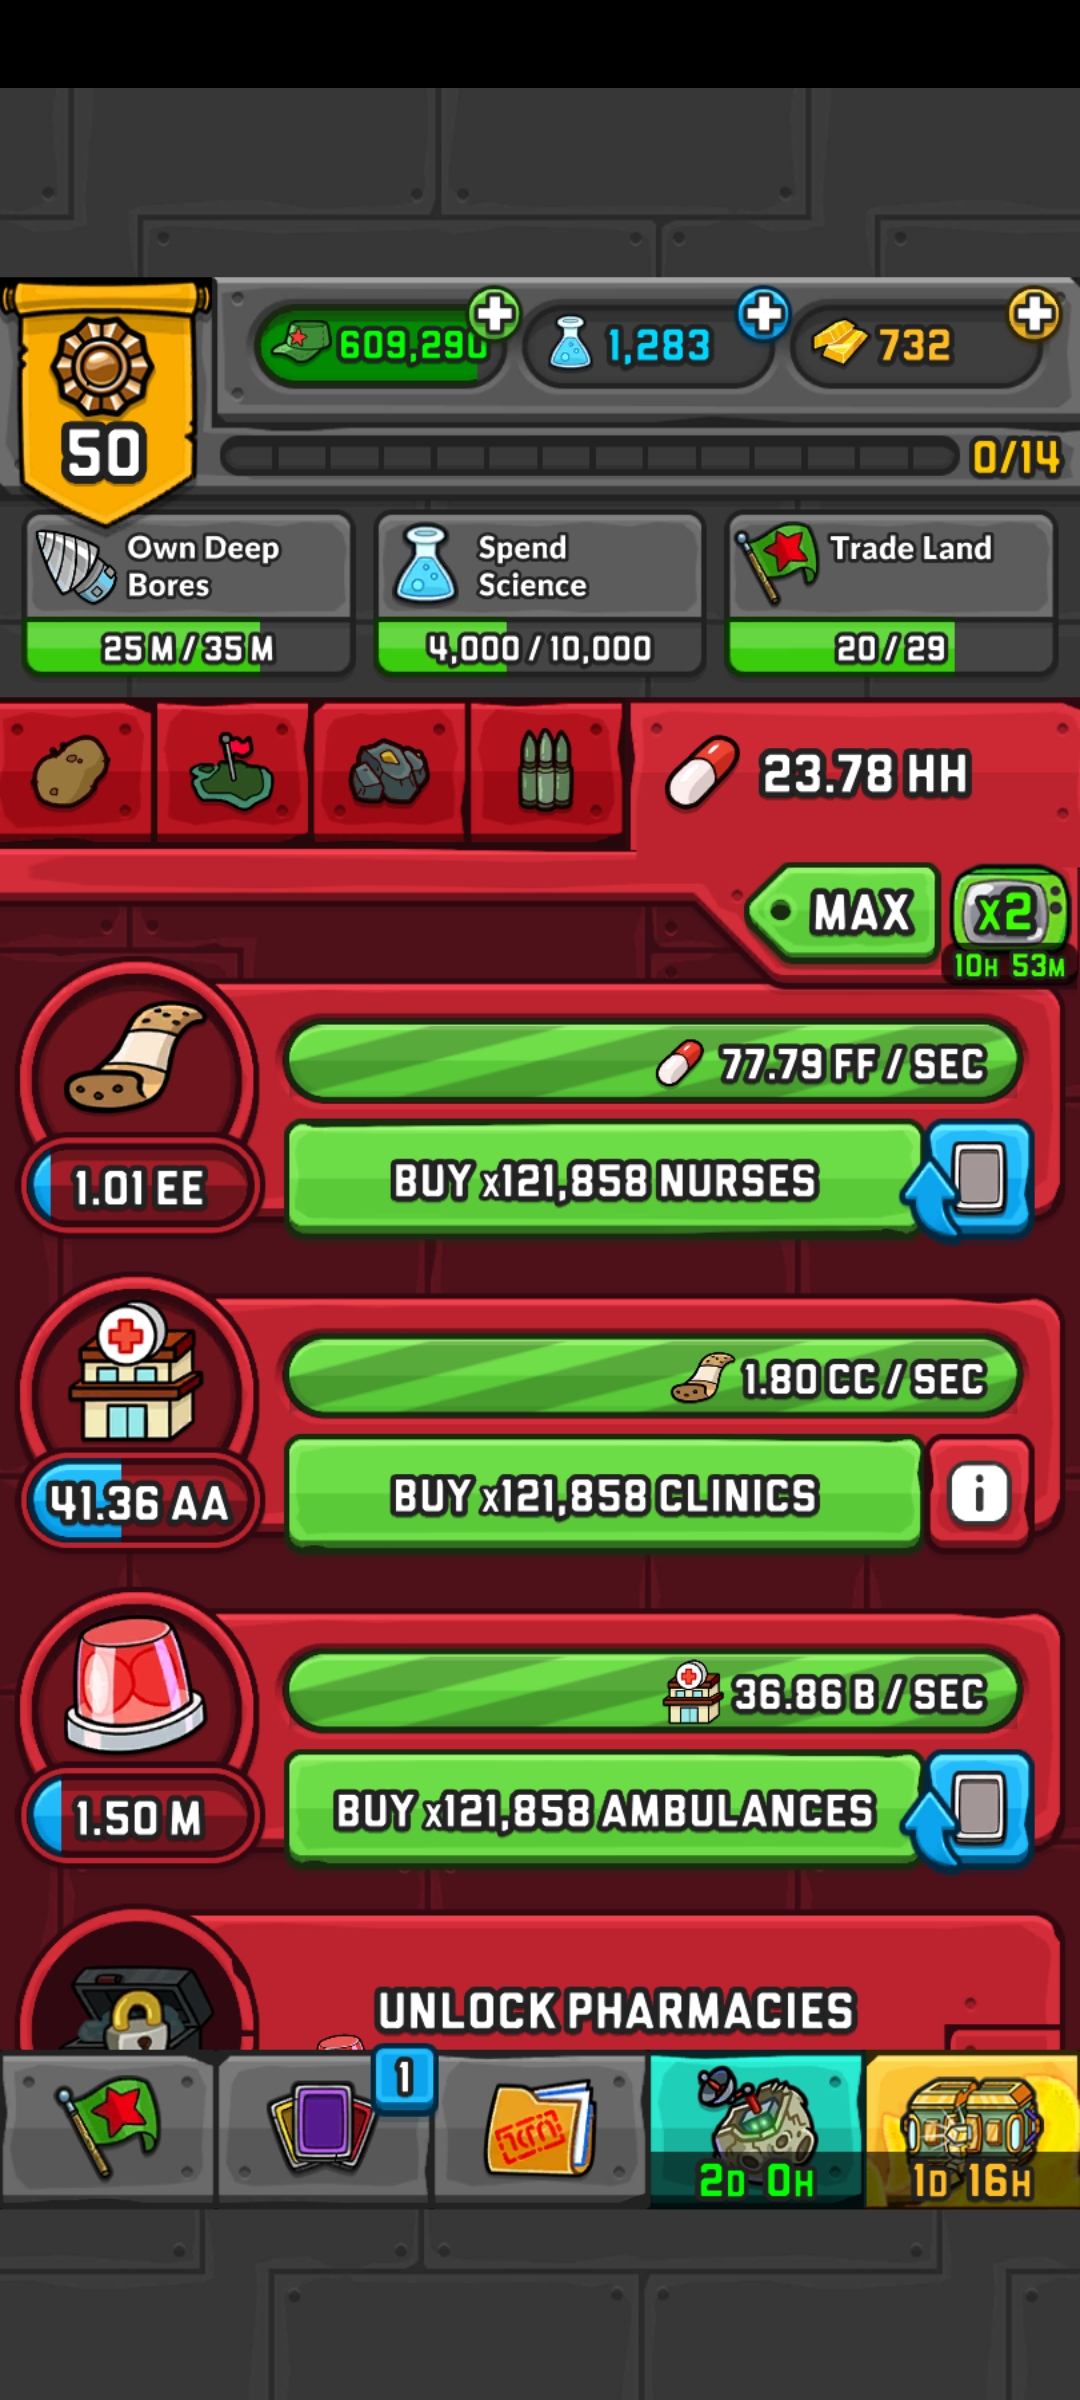 609,290
1,283
732
50
0/14
Own Deep Bores
Spend Science
Trade Land
25 M / 35 M
4,000 / 10,000
20 / 29
23.78 HH
MAX
x2
10H 53M
77.79 FF / SEC
1.01 EE
BUY x121,858 NURSES
1.80 CC / SEC
41.36 AA
BUY x121,858 CLINICS
i
36.86 B / SEC
1.50 M
BUY x121,858 AMBULANCES
UNLOCK PHARMACIES
1
2D 0H
1D 16H